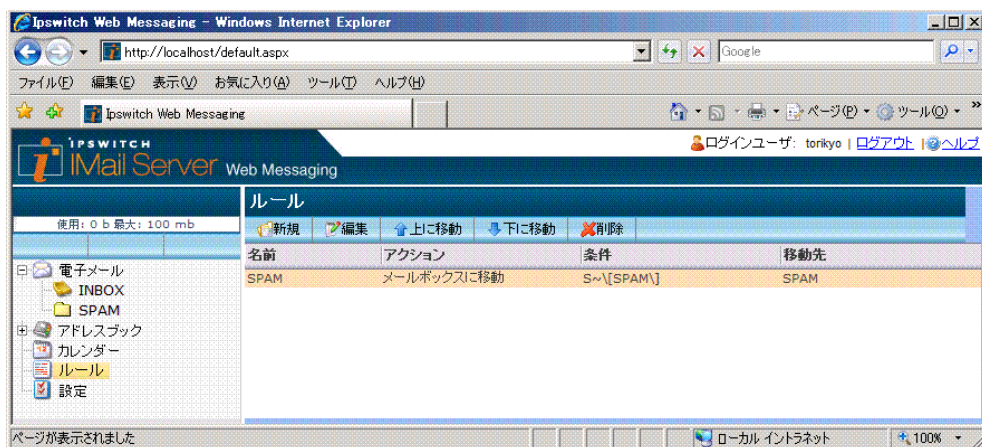 Ipswitch Web Messaging - Windows Internet Explorer
http://localhost/default.aspx
Google
ファイル(F) 編集(E) 表示(V) お気に入り(A) ツール(T) ヘルプ(H)
Ipswitch Web Messaging
ページ(P) ツール(O)
IPSWITCH
IMail Server Web Messaging
ログインユーザ: torikyo | ログアウト | ヘルプ
使用: 0 b 最大: 100 mb
電子メール
INBOX
SPAM
アドレスブック
カレンダー
ルール
設定
ルール
新規 編集 上に移動 下に移動 削除
名前 アクション 条件 移動先
SPAM メールボックスに移動 S~\[SPAM\] SPAM
ページが表示されました
ローカル イントラネット
100%